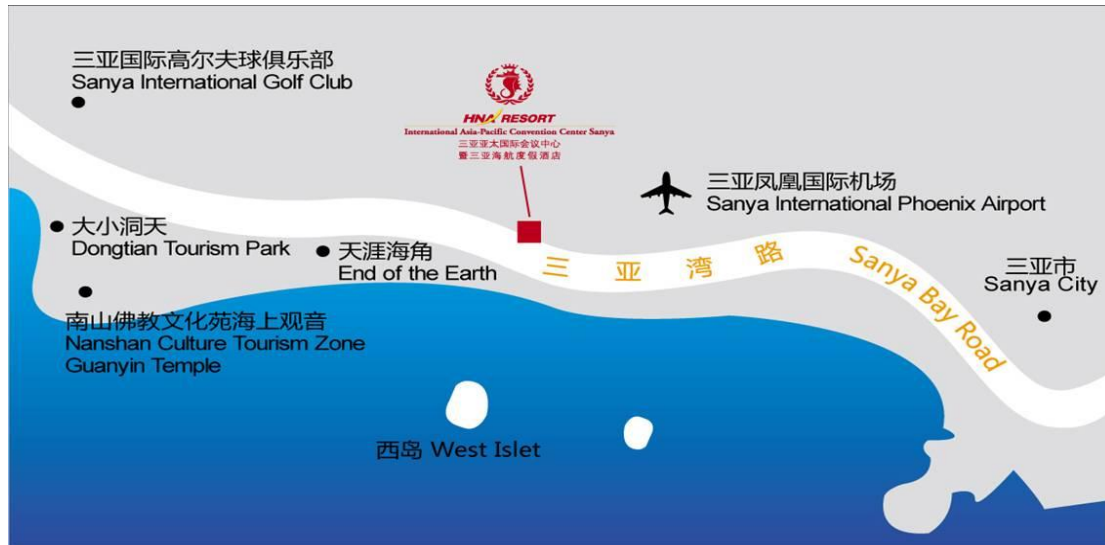 三亚国际高尔夫球俱乐部
Sanya International Golf Club
HNA RESORT
International Asia-Pacific Convention Center Sanya
三亚亚太国际会议中心
暨三亚海航度假酒店
三亚凤凰国际机场
Sanya International Phoenix Airport
大小洞天
Dongtian Tourism Park
天涯海角
End of the Earth
三亚湾路
Sanya Bay Road
三亚市
Sanya City
南山佛教文化苑海上观音
Nanshan Culture Tourism Zone
Guanyin Temple
西岛 West Islet